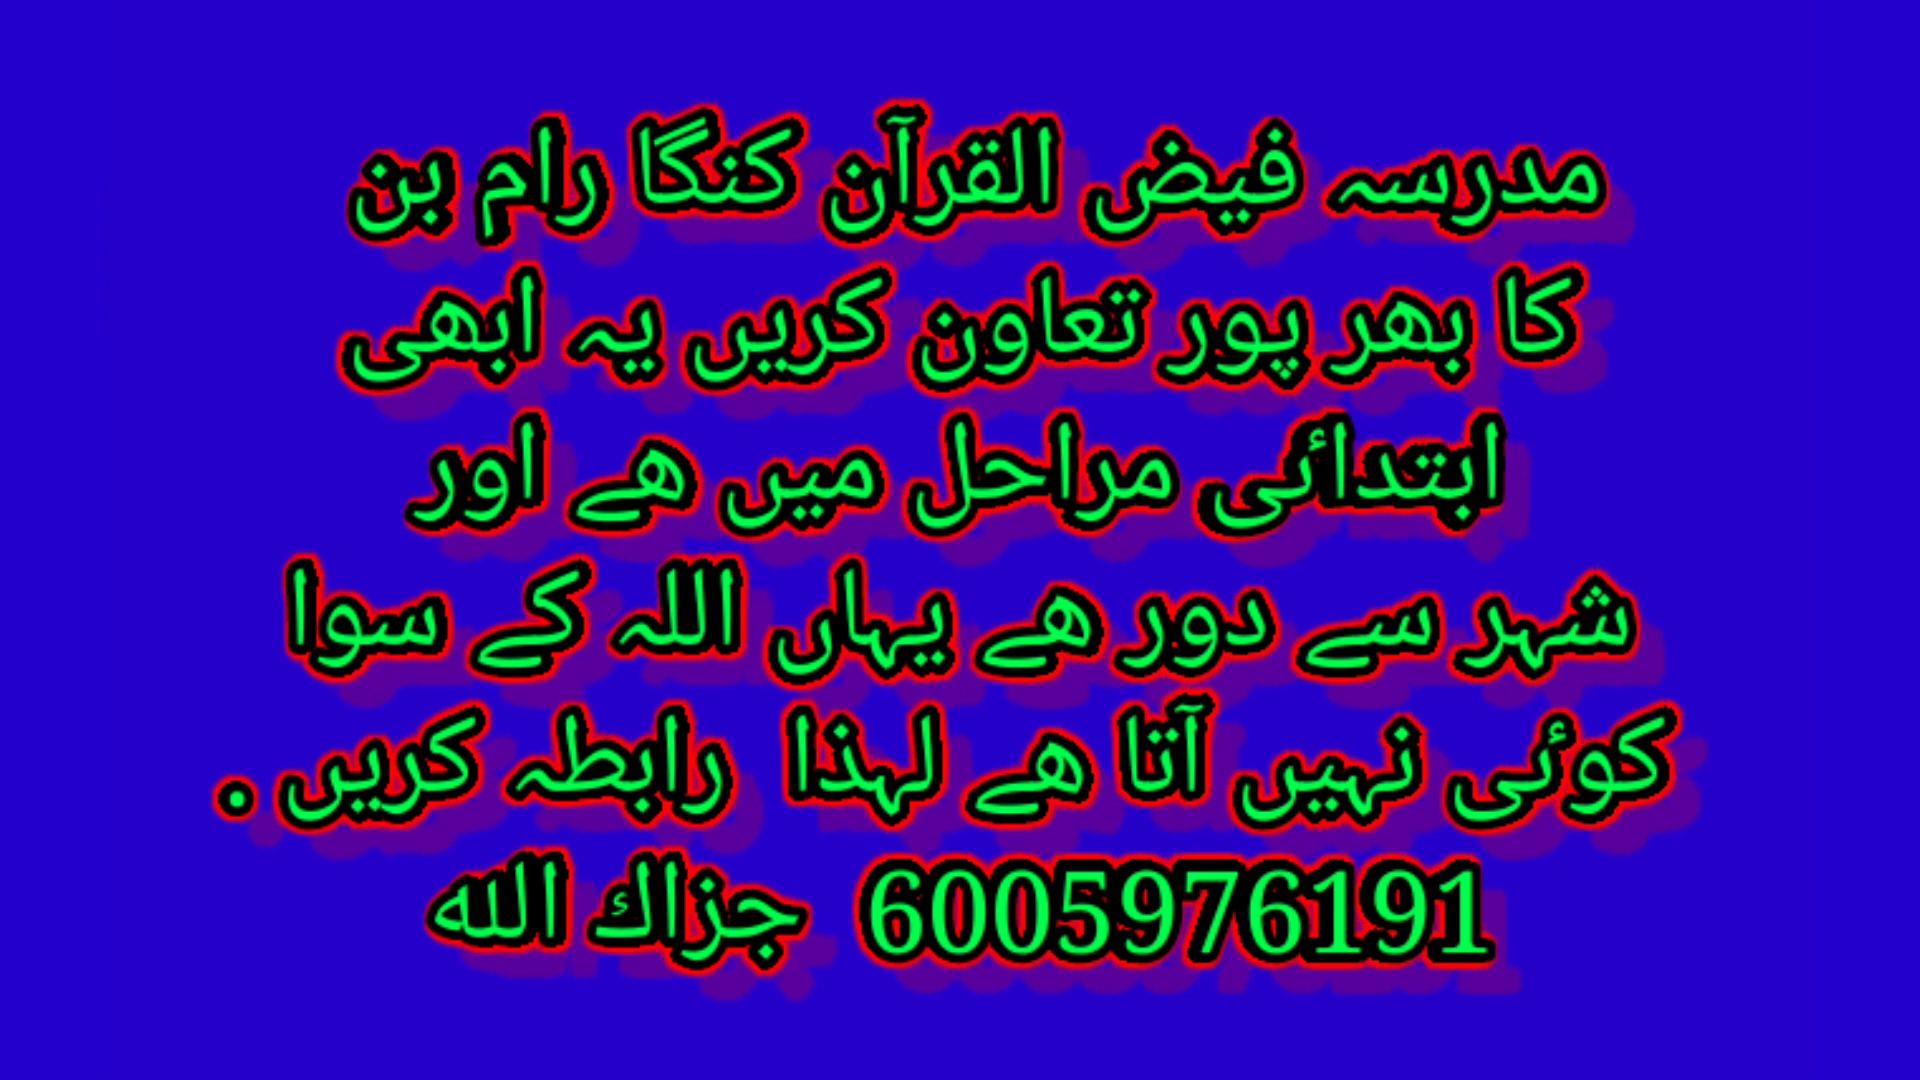 مدرسہ فیض القرآن کنگا رام بن
کا بھر پور تعاون کریں یہ ابھی
ابتدائی مراحل میں ھے اور
شہر سے دور ھے یہاں اللہ کے سوا
کوئی نہیں آتا ھے لہذا رابطہ کریں .
6005976191 جزاك الله